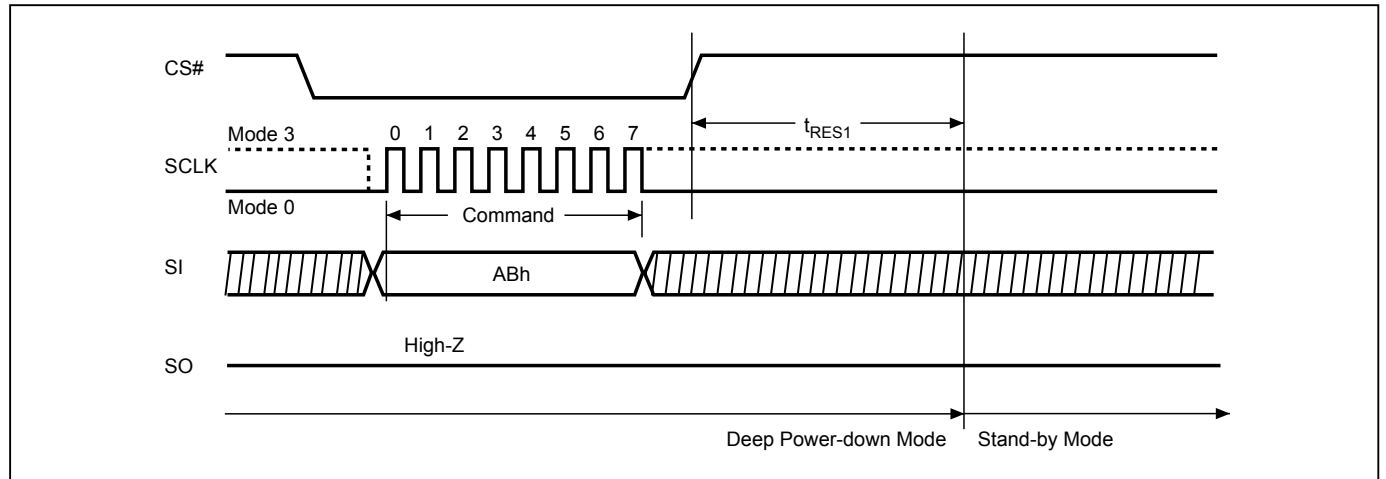 CS#
tRES1
Mode 3
0 1 2 3 4 5 6 7
SCLK
Mode 0
Command
SI
ABh
High-Z
SO
Deep Power-down Mode
Stand-by Mode